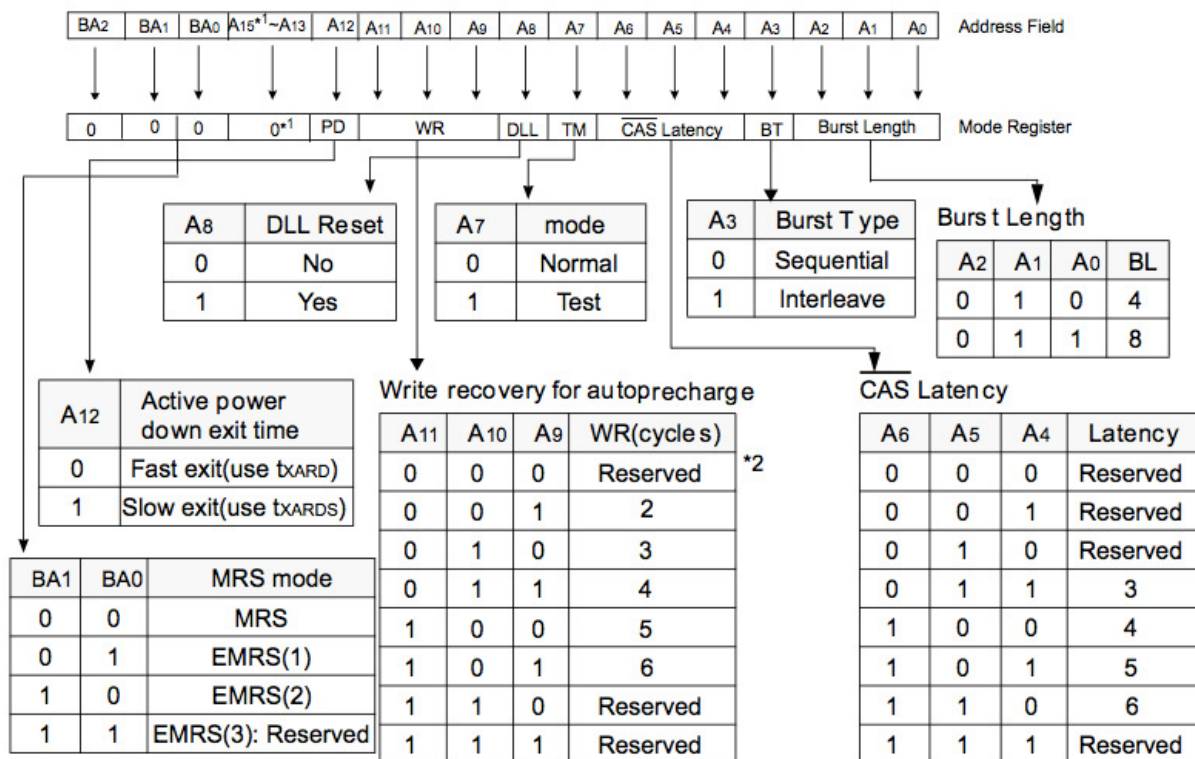 BA2 BA1 BA0 A15*1~A13 A12 A11 A10 A9 A8 A7 A6 A5 A4 A3 A2 A1 A0 Address Field
0 0 0 0*1 PD WR DLL TM CAS Latency BT Burst Length Mode Register
A8 DLL Reset
0 No
1 Yes
A7 mode
0 Normal
1 Test
A3 Burst Type
0 Sequential
1 Interleave
Burst Length
A2 A1 A0 BL
0 1 0 4
0 1 1 8
A12 Active power
down exit time
0 Fast exit(use tXARD)
1 Slow exit(use tXARDS)
BA1 BA0 MRS mode
0 0 MRS
0 1 EMRS(1)
1 0 EMRS(2)
1 1 EMRS(3): Reserved
Write recovery for autoprecharge
A11 A10 A9 WR(cycles)
*2
0 0 0 Reserved
0 0 1 2
0 1 0 3
0 1 1 4
1 0 0 5
1 0 1 6
1 1 0 Reserved
1 1 1 Reserved
CAS Latency
A6 A5 A4 Latency
0 0 0 Reserved
0 0 1 Reserved
0 1 0 Reserved
0 1 1 3
1 0 0 4
1 0 1 5
1 1 0 6
1 1 1 Reserved